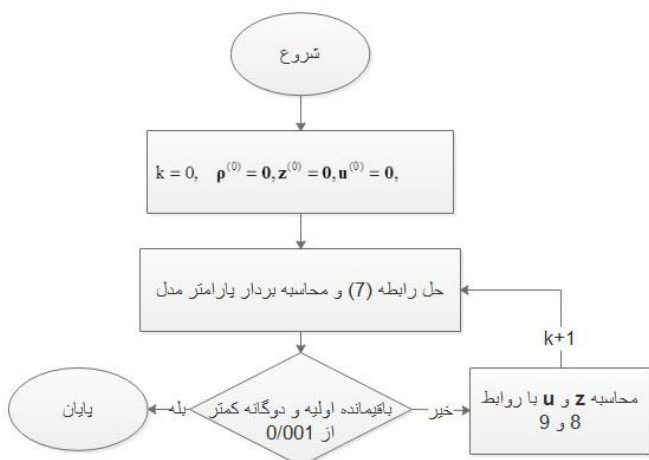 شروع
k = 0, ρ^(0) = 0, z^(0) = 0, u^(0) = 0,
حل رابطه (7) و محاسبه بردار پارامتر مدل
k+1
باقیمانده اولیه و دوگانه کمتر
از 0/001
بله
پایان
خیر
محاسبه z و u با روابط
8 و 9